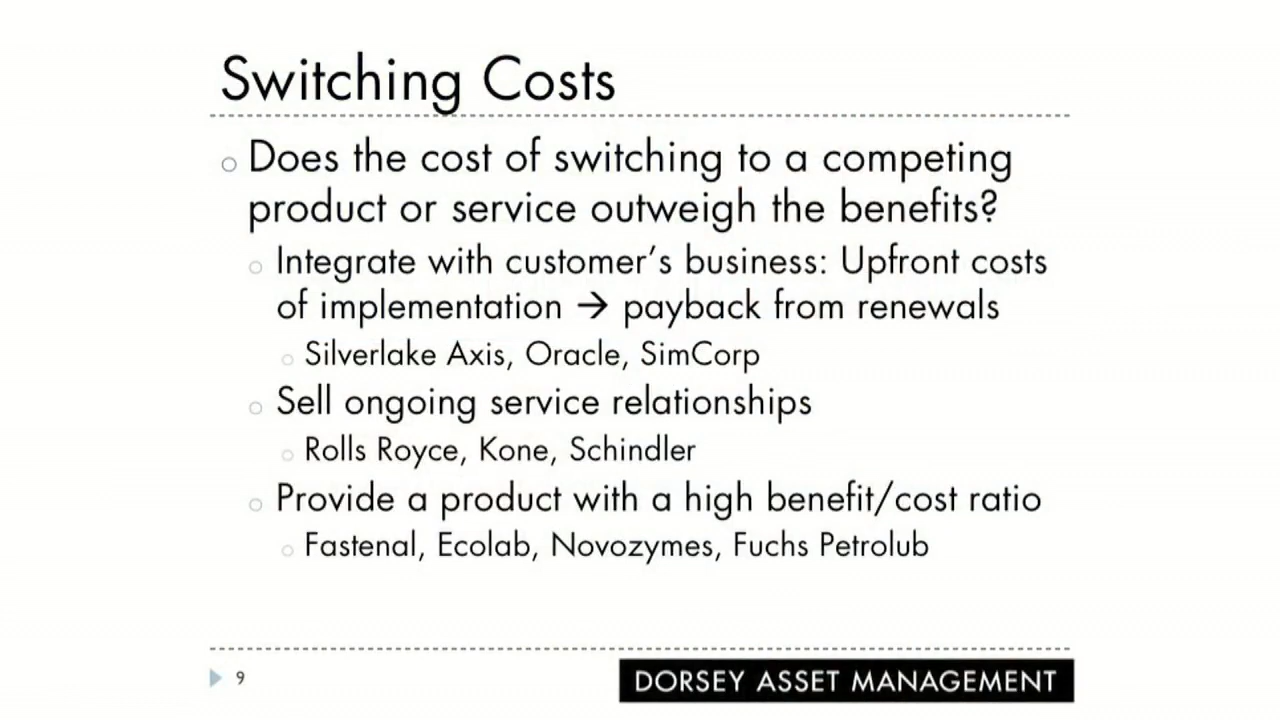 Switching Costs
Does the cost of switching to a competing
product or service outweigh the benefits?
Integrate with customer's business: Upfront costs
of implementation → payback from renewals
Silverlake Axis, Oracle, SimCorp
Sell ongoing service relationships
Rolls Royce, Kone, Schindler
Provide a product with a high benefit/cost ratio
Fastenal, Ecolab, Novozymes, Fuchs Petrolub
9
DORSEY ASSET MANAGEMENT